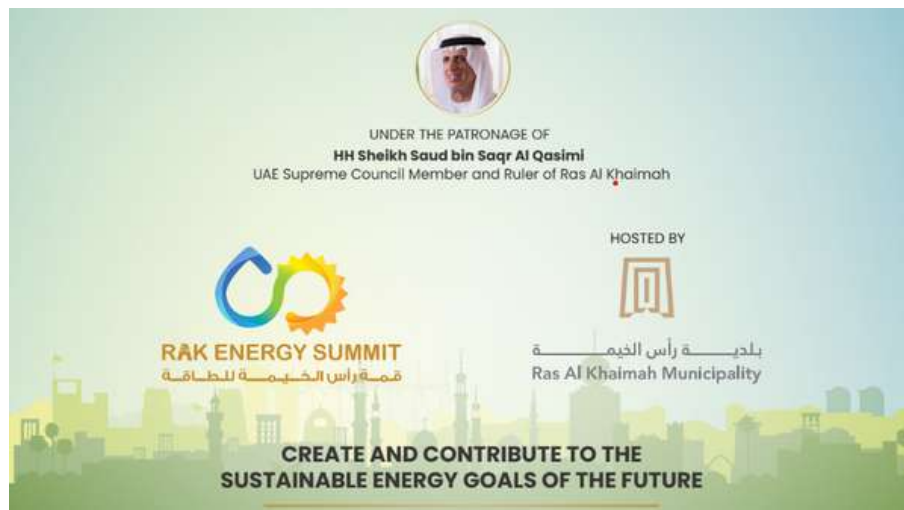 UNDER THE PATRONAGE OF
HH Sheikh Saud bin Saqr Al Qasimi
UAE Supreme Council Member and Ruler of Ras Al Khaimah
HOSTED BY
RAK ENERGY SUMMIT
قمة رأس الخيمة للطاقة
بلدية رأس الخيمة
Ras Al Khaimah Municipality
CREATE AND CONTRIBUTE TO THE
SUSTAINABLE ENERGY GOALS OF THE FUTURE